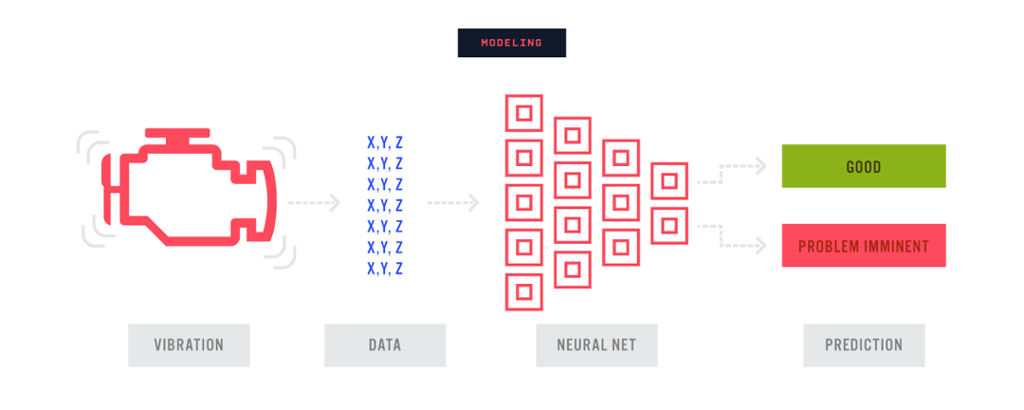 MODELING
X,Y, Z
X,Y, Z
X,Y, Z
X,Y, Z
X,Y, Z
X,Y, Z
X,Y, Z
GOOD
PROBLEM IMMINENT
VIBRATION
DATA
NEURAL NET
PREDICTION